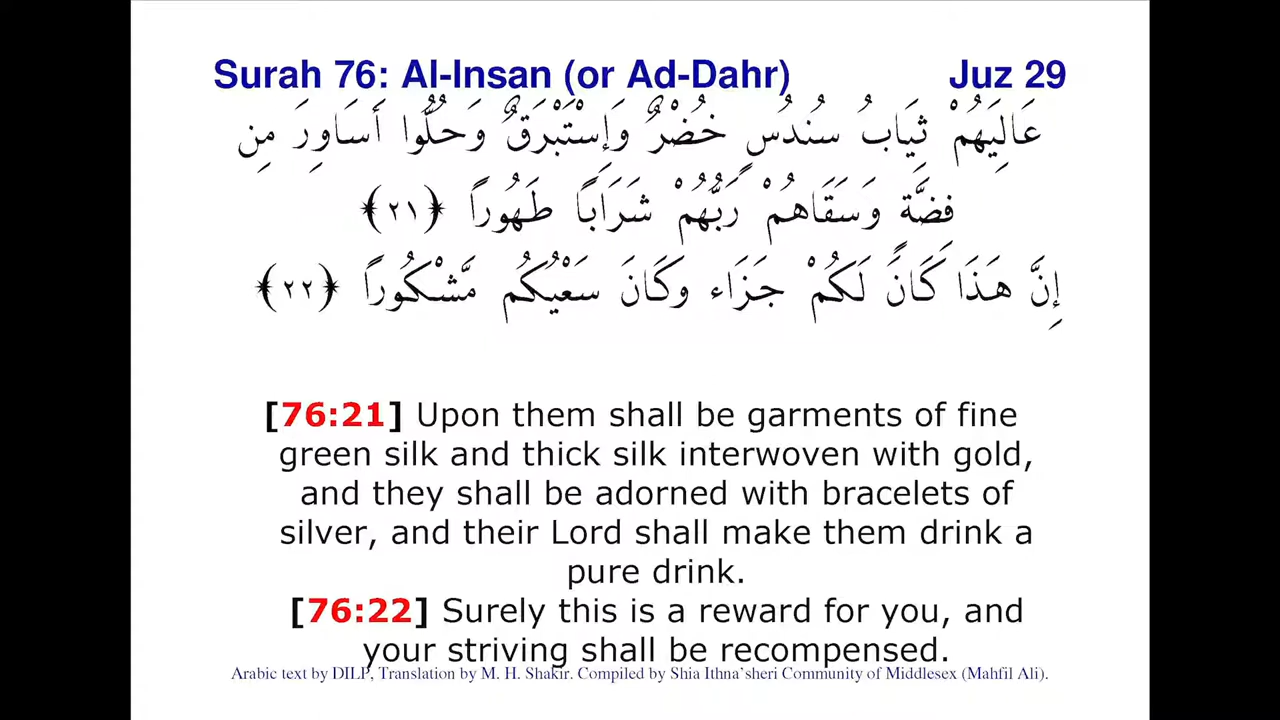 Surah 76: Al-Insan (or Ad-Dahr) Juz 29
عَالِيَهُمْ ثِيَابُ سُندُسٍ خُضْرٌ وَإِسْتَبْرَقٌ وَحُلُّوا أَسَاوِرَ مِن
فِضَّةٍ وَسَقَاهُمْ رَبُّهُمْ شَرَابًا طَهُورًا ﴿٢١﴾
إِنَّ هَذَا كَانَ لَكُمْ جَزَاءً وَكَانَ سَعْيُكُم مَّشْكُورًا ﴿٢٢﴾
[76:21] Upon them shall be garments of fine
green silk and thick silk interwoven with gold,
and they shall be adorned with bracelets of
silver, and their Lord shall make them drink a
pure drink.
[76:22] Surely this is a reward for you, and
your striving shall be recompensed.
Arabic text by DILP, Translation by M. H. Shakir. Compiled by Shia Ithna'sheri Community of Middlesex (Mahfil Ali).